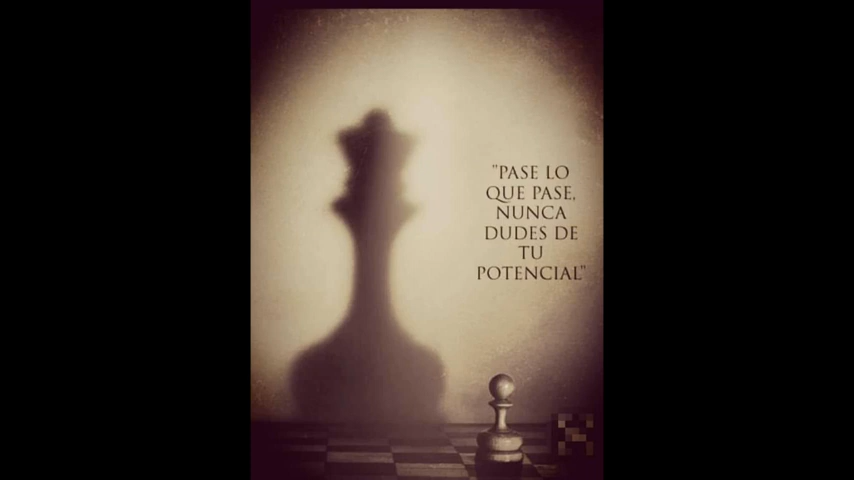 "PASE LO
QUE PASE,
NUNCA
DUDES DE
TU
POTENCIAL"